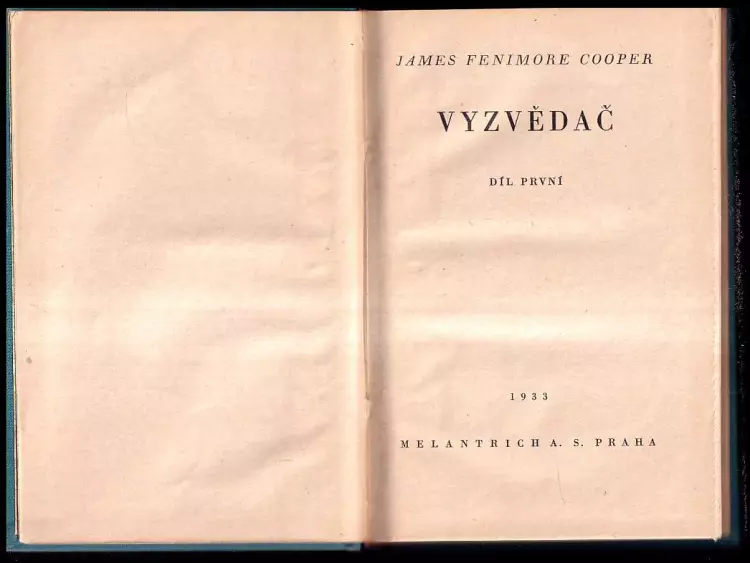 JAMES FENIMORE COOPER
VYZVĚDAČ
DÍL PRVNÍ
1933
MELANTRICH A. S. PRAHA